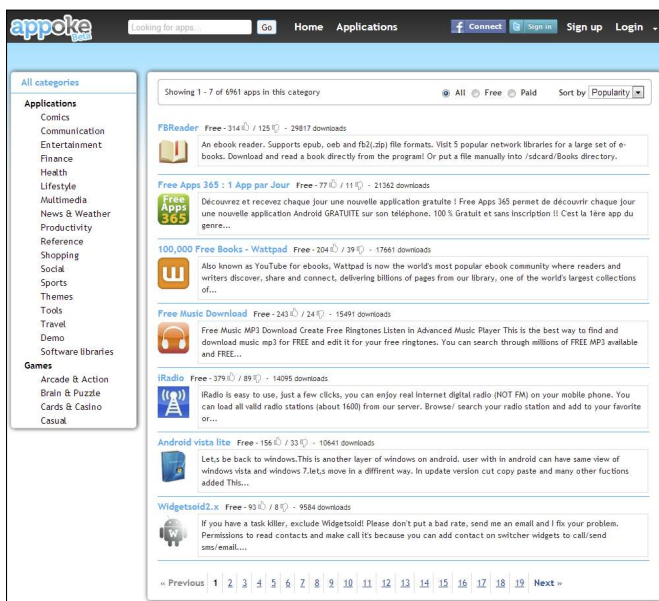 appoke
Beta
Looking for apps...
Go
Home
Applications
Connect
Sign in
Sign up
Login
All categories
Applications
Comics
Communication
Entertainment
Finance
Health
Lifestyle
Multimedia
News & Weather
Productivity
Reference
Shopping
Social
Sports
Themes
Tools
Travel
Demo
Software libraries
Games
Arcade & Action
Brain & Puzzle
Cards & Casino
Casual
Showing 1 - 7 of 6961 apps in this category
All Free Paid
Sort by Popularity
FBReader Free - 314 / 125 - 29817 downloads
An ebook reader. Supports epub, oeb and fb2(.zip) file formats. Visit 5 popular network libraries for a large set of e-
books. Download and read a book directly from the program! Or put a file manually into /sdcard/Books directory.
Free Apps 365 : 1 App par Jour Free - 77 / 11 - 21362 downloads
Free
Apps
365
Découvrez et recevez chaque jour une nouvelle application gratuite ! Free Apps 365 permet de découvrir chaque jour
une nouvelle application Android GRATUITE sur son téléphone. 100 % Gratuit et sans inscription !! C'est la 1ère app du
genre...
100,000 Free Books - Wattpad Free - 204 / 39 - 17661 downloads
Also known as YouTube for ebooks, Wattpad is now the world's most popular ebook community where readers and
writers discover, share and connect, delivering billions of pages from our library, one of the world's largest collections
of...
Free Music Download Free - 243 / 24 - 15491 downloads
Free Music MP3 Download Create Free Ringtones Listen in Advanced Music Player This is the best way to find and
download music mp3 for FREE and edit it for your free ringtones. You can search through millions of FREE MP3 available
and FREE...
iRadio Free - 379 / 89 - 14095 downloads
iRadio is easy to use, just a few clicks, you can enjoy real internet digital radio (NOT FM) on your mobile phone. You
can load all valid radio stations (about 1600) from our server. Browse/ search your radio station and add to your favorite
or...
Android vista lite Free - 156 / 33 - 10641 downloads
Let,s be back to windows.This is another layer of windows on android. user with in android can have same view of
windows vista and windows 7.let,s move in a diffirent way. In update version cut copy paste and many other fuctions
added This...
Widgetsoid2.x Free - 93 / 8 - 9584 downloads
W
If you have a task killer, exclude Widgetsoid! Please don't put a bad rate, send me an email and I fix your problem.
Permissions to read contacts and make call it's because you can add contact on switcher widgets to call/send
sms/email....
« Previous 1 2 3 4 5 6 7 8 9 10 11 12 13 14 15 16 17 18 19 Next »